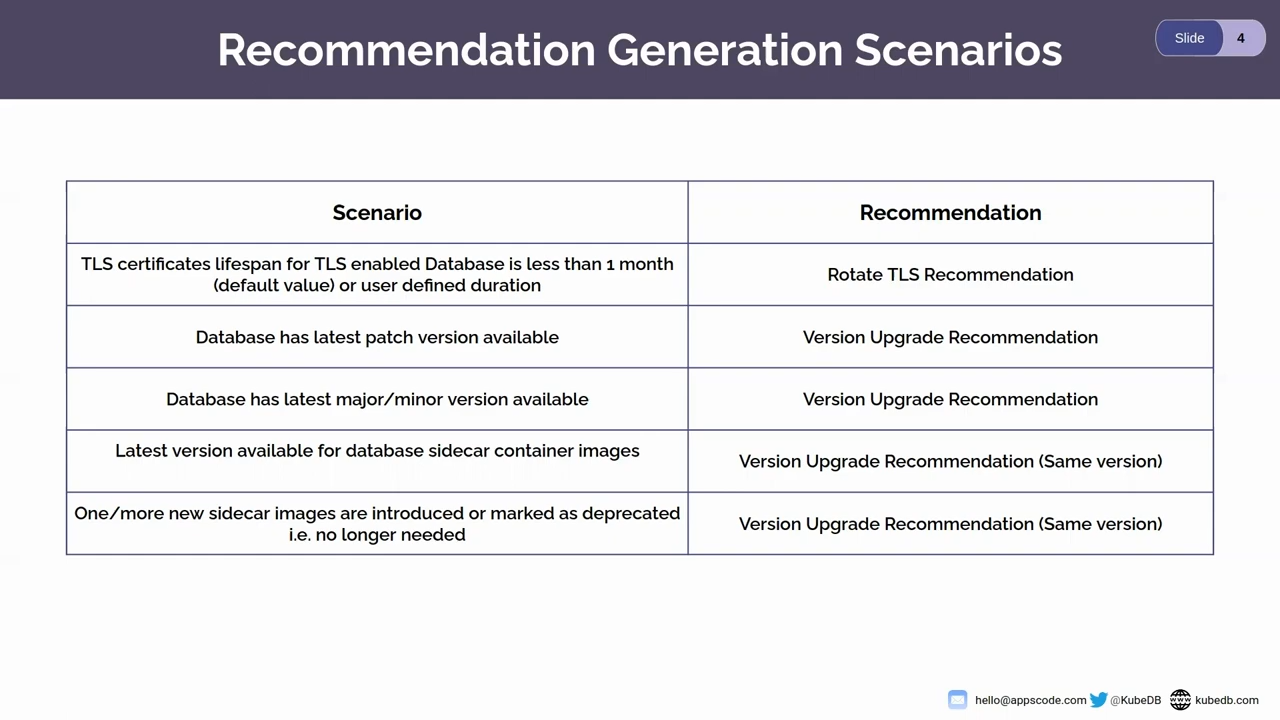 Recommendation Generation Scenarios
Slide 4
Scenario
Recommendation
TLS certificates lifespan for TLS enabled Database is less than 1 month
(default value) or user defined duration
Rotate TLS Recommendation
Database has latest patch version available
Version Upgrade Recommendation
Database has latest major/minor version available
Version Upgrade Recommendation
Latest version available for database sidecar container images
Version Upgrade Recommendation (Same version)
One/more new sidecar images are introduced or marked as deprecated
i.e. no longer needed
Version Upgrade Recommendation (Same version)
hello@appscode.com @KubeDB kubedb.com